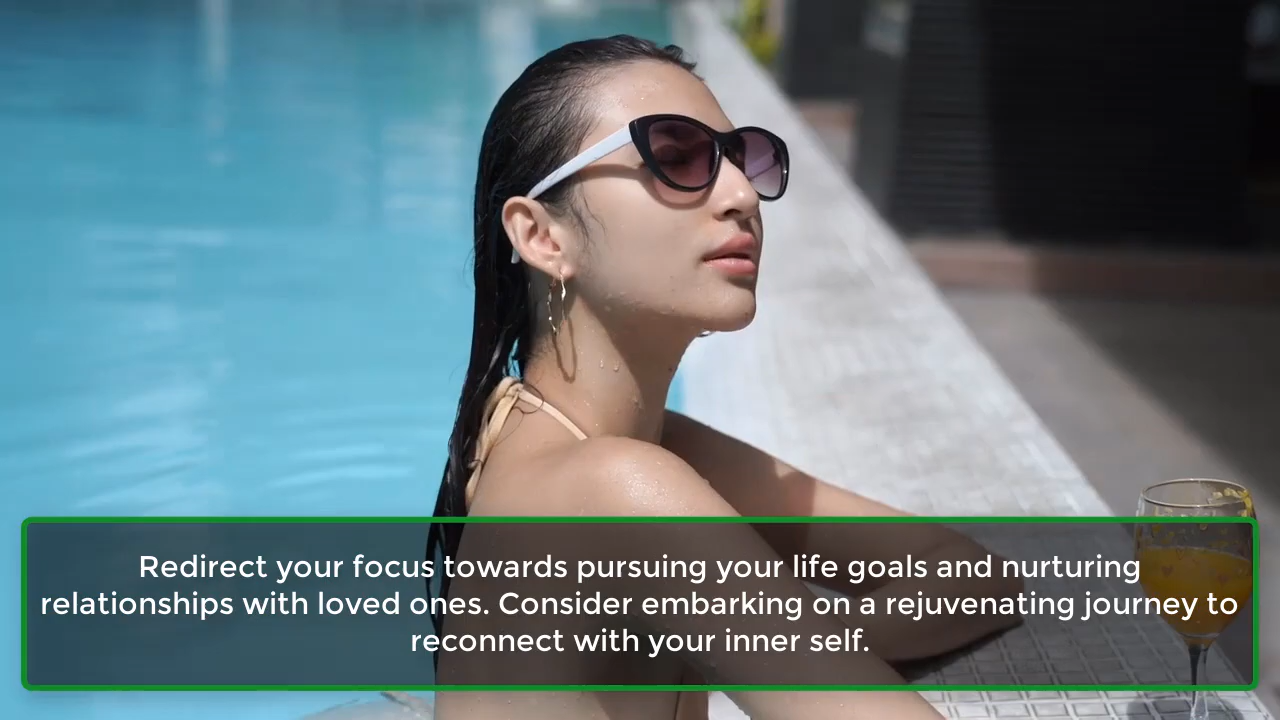 Redirect your focus towards pursuing your life goals and nurturing
relationships with loved ones. Consider embarking on a rejuvenating journey to
reconnect with your inner self.